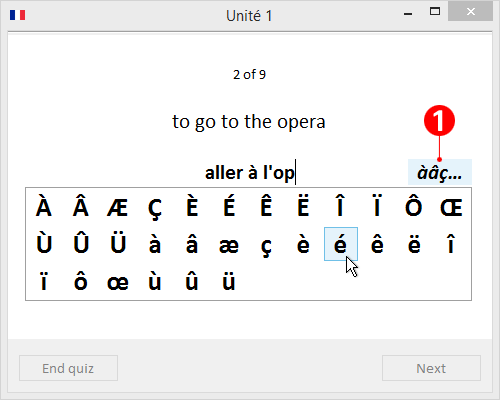 Unité 1
2 of 9
to go to the opera
1
aller à l'op
àâç...
À Â Æ Ç È É Ê Ë Î Ï Ô Œ
Ù Û Ü à â æ ç è é ê ë î
ï ô œ ù û ü
End quiz
Next